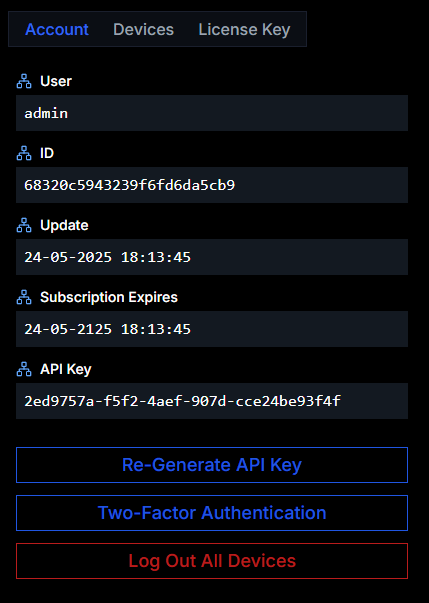 Account Devices License Key
User
admin
ID
68320c5943239f6fd6da5cb9
Update
24-05-2025 18:13:45
Subscription Expires
24-05-2125 18:13:45
API Key
2ed9757a-f5f2-4aef-907d-cce24be93f4f
Re-Generate API Key
Two-Factor Authentication
Log Out All Devices